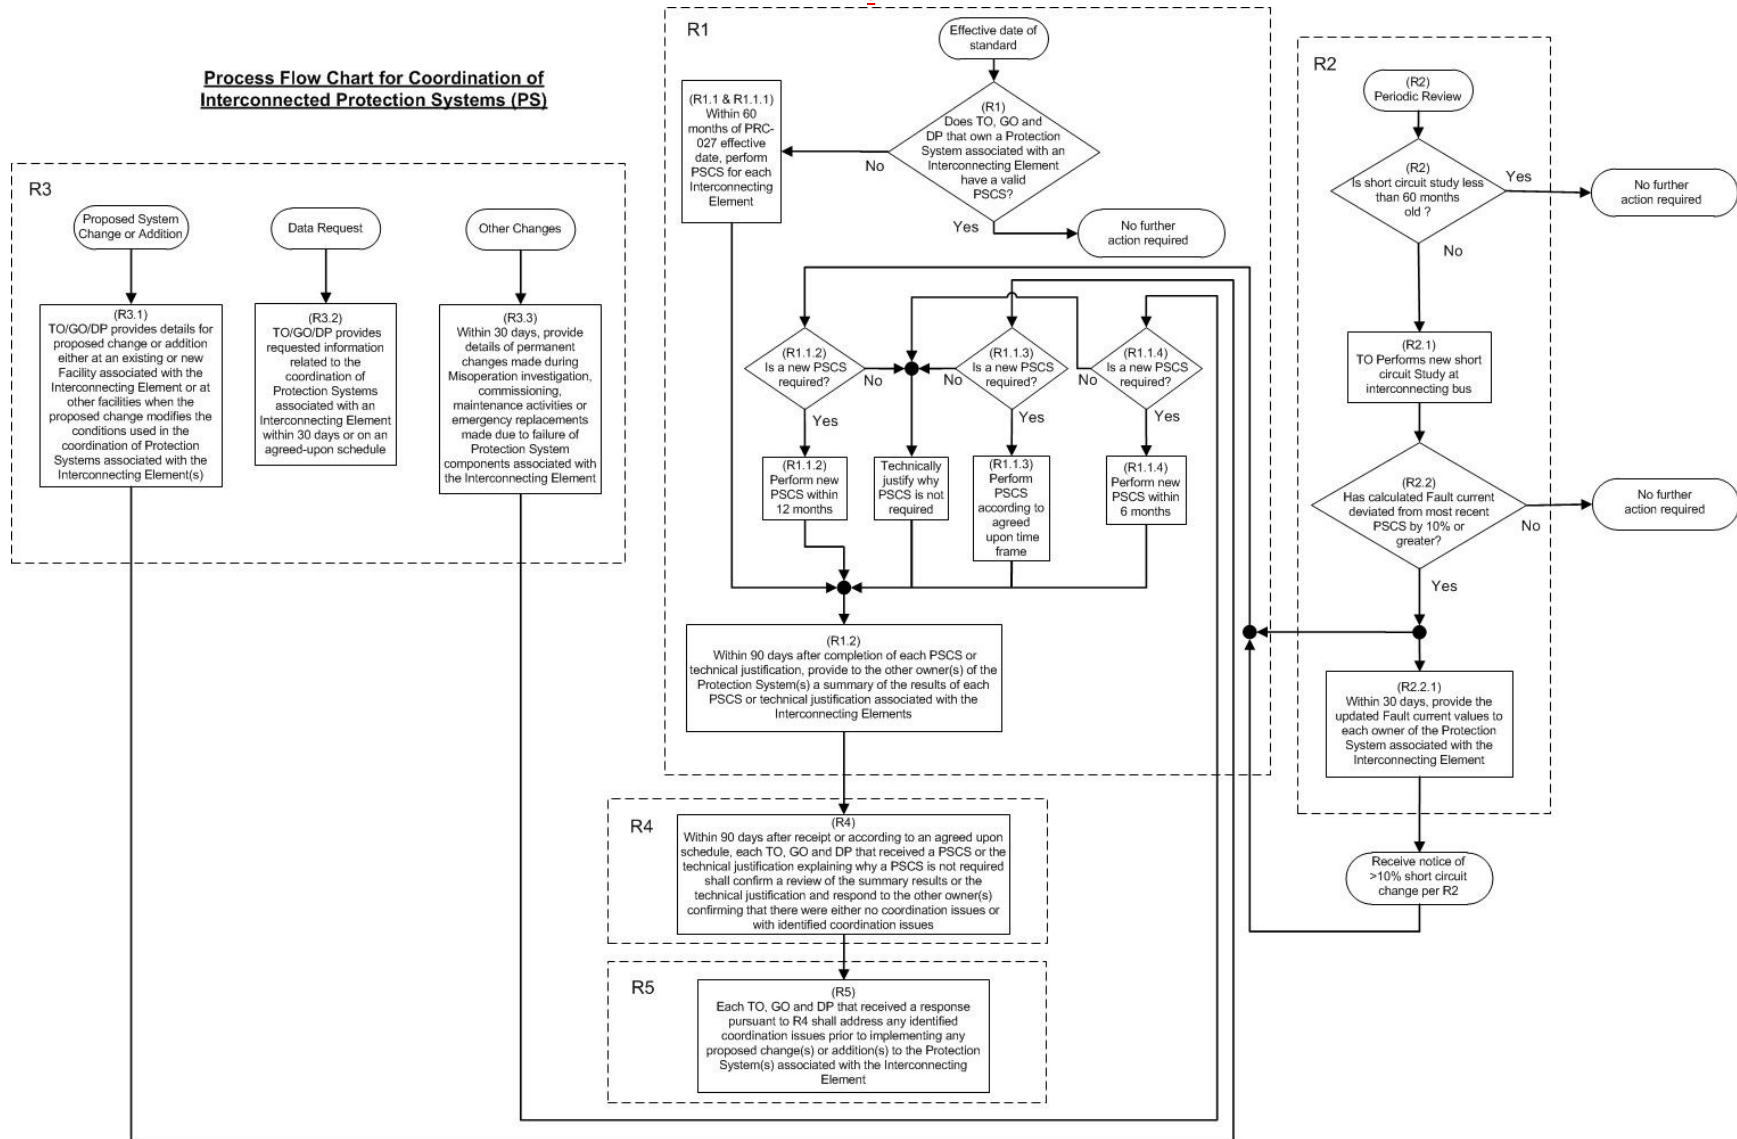 Process Flow Chart for Coordination of
Interconnected Protection Systems (PS)
R3
Proposed System
Change or Addition
Data Request
Other Changes
(R3.1)
TO/GO/DP provides details for
proposed change or addition
either at an existing or new
Facility associated with the
Interconnecting Element or at
other facilities when the
proposed change modifies the
conditions used in the
coordination of Protection
Systems associated with the
Interconnecting Element(s)
(R3.2)
TO/GO/DP provides
requested information
related to the
coordination of
Protection Systems
associated with an
Interconnecting Element
within 30 days or on an
agreed-upon schedule
(R3.3)
Within 30 days, provide
details of permanent
changes made during
Misoperation investigation,
commissioning,
maintenance activities or
emergency replacements
made due to failure of
Protection System
components associated with
the Interconnecting Element
R1
Effective date of
standard
(R1.1 & R1.1.1)
Within 60
months of PRC-
027 effective
date, perform
PSCS for each
Interconnecting
Element
(R1)
Does TO, GO and
DP that own a Protection
System associated with an
Interconnecting Element
have a valid
PSCS?
No
Yes
No further
action required
(R1.1.2)
Is a new PSCS
required?
No
Yes
(R1.1.3)
Is a new PSCS
required?
No
Yes
(R1.1.4)
Is a new PSCS
required?
No
Yes
(R1.1.2)
Perform new
PSCS within
12 months
Technically
justify why
PSCS is not
required
(R1.1.3)
Perform
PSCS
according to
agreed
upon time
frame
(R1.1.4)
Perform new
PSCS within
6 months
(R1.2)
Within 90 days after completion of each PSCS or
technical justification, provide to the other owner(s) of the
Protection System(s) a summary of the results of each
PSCS or technical justification associated with the
Interconnecting Elements
R4
(R4)
Within 90 days after receipt or according to an agreed upon
schedule, each TO, GO and DP that received a PSCS or the
technical justification explaining why a PSCS is not required
shall confirm a review of the summary results or the
technical justification and respond to the other owner(s)
confirming that there were either no coordination issues or
with identified coordination issues
R5
(R5)
Each TO, GO and DP that received a response
pursuant to R4 shall address any identified
coordination issues prior to implementing any
proposed change(s) or addition(s) to the Protection
System(s) associated with the Interconnecting
Element
R2
(R2)
Periodic Review
(R2)
Is short circuit study less
than 60 months
old ?
Yes
No further
action required
No
(R2.1)
TO Performs new short
circuit Study at
interconnecting bus
(R2.2)
Has calculated Fault current
deviated from most recent
PSCS by 10% or
greater?
No
No further
action required
Yes
(R2.2.1)
Within 30 days, provide the
updated Fault current values to
each owner of the Protection
System associated with the
Interconnecting Element
Receive notice of
>10% short circuit
change per R2